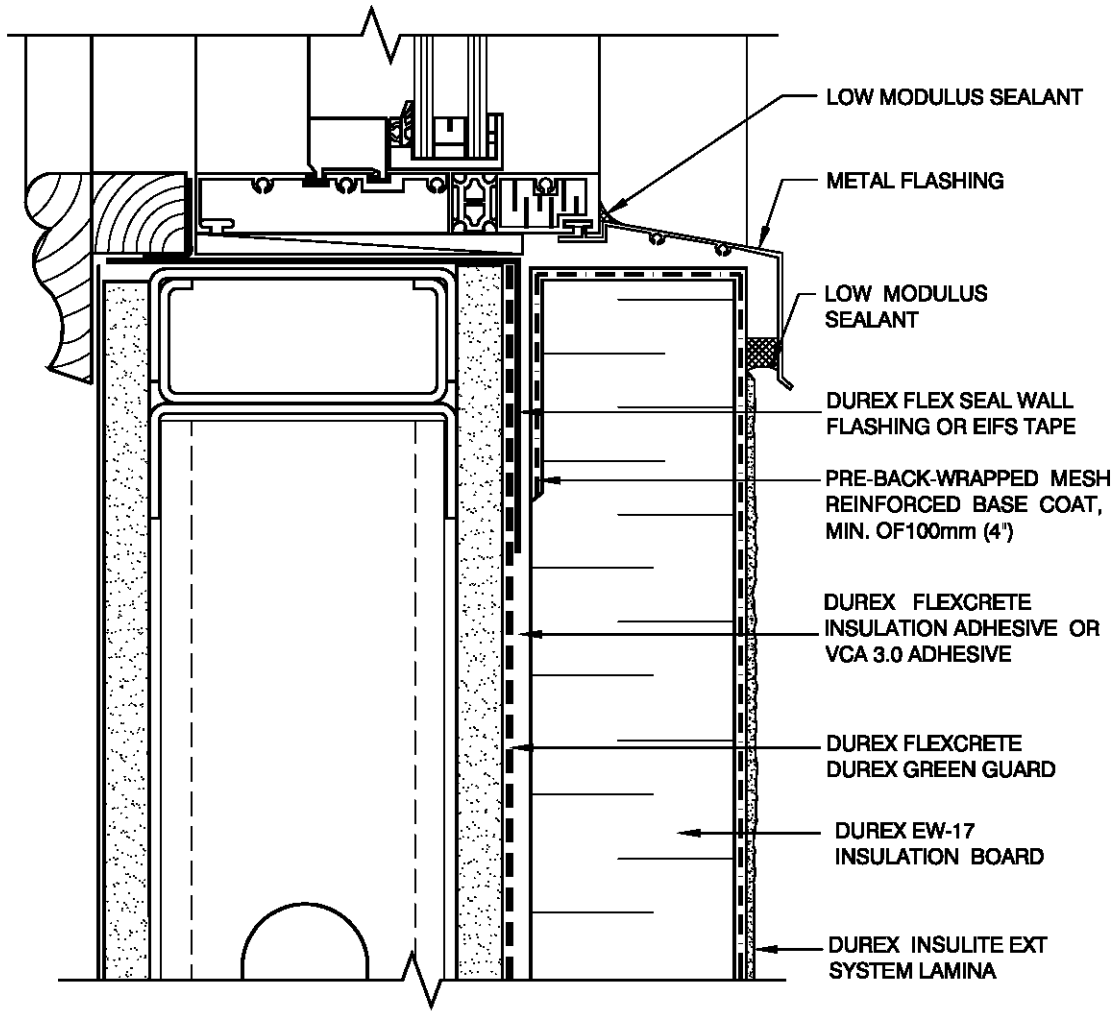 LOW MODULUS SEALANT
METAL FLASHING
LOW MODULUS
SEALANT
DUREX FLEX SEAL WALL
FLASHING OR EIFS TAPE
PRE-BACK-WRAPPED MESH
REINFORCED BASE COAT,
MIN. OF100mm (4")
DUREX FLEXCRETE
INSULATION ADHESIVE OR
VCA 3.0 ADHESIVE
DUREX FLEXCRETE
DUREX GREEN GUARD
DUREX EW-17
INSULATION BOARD
DUREX INSULITE EXT
SYSTEM LAMINA